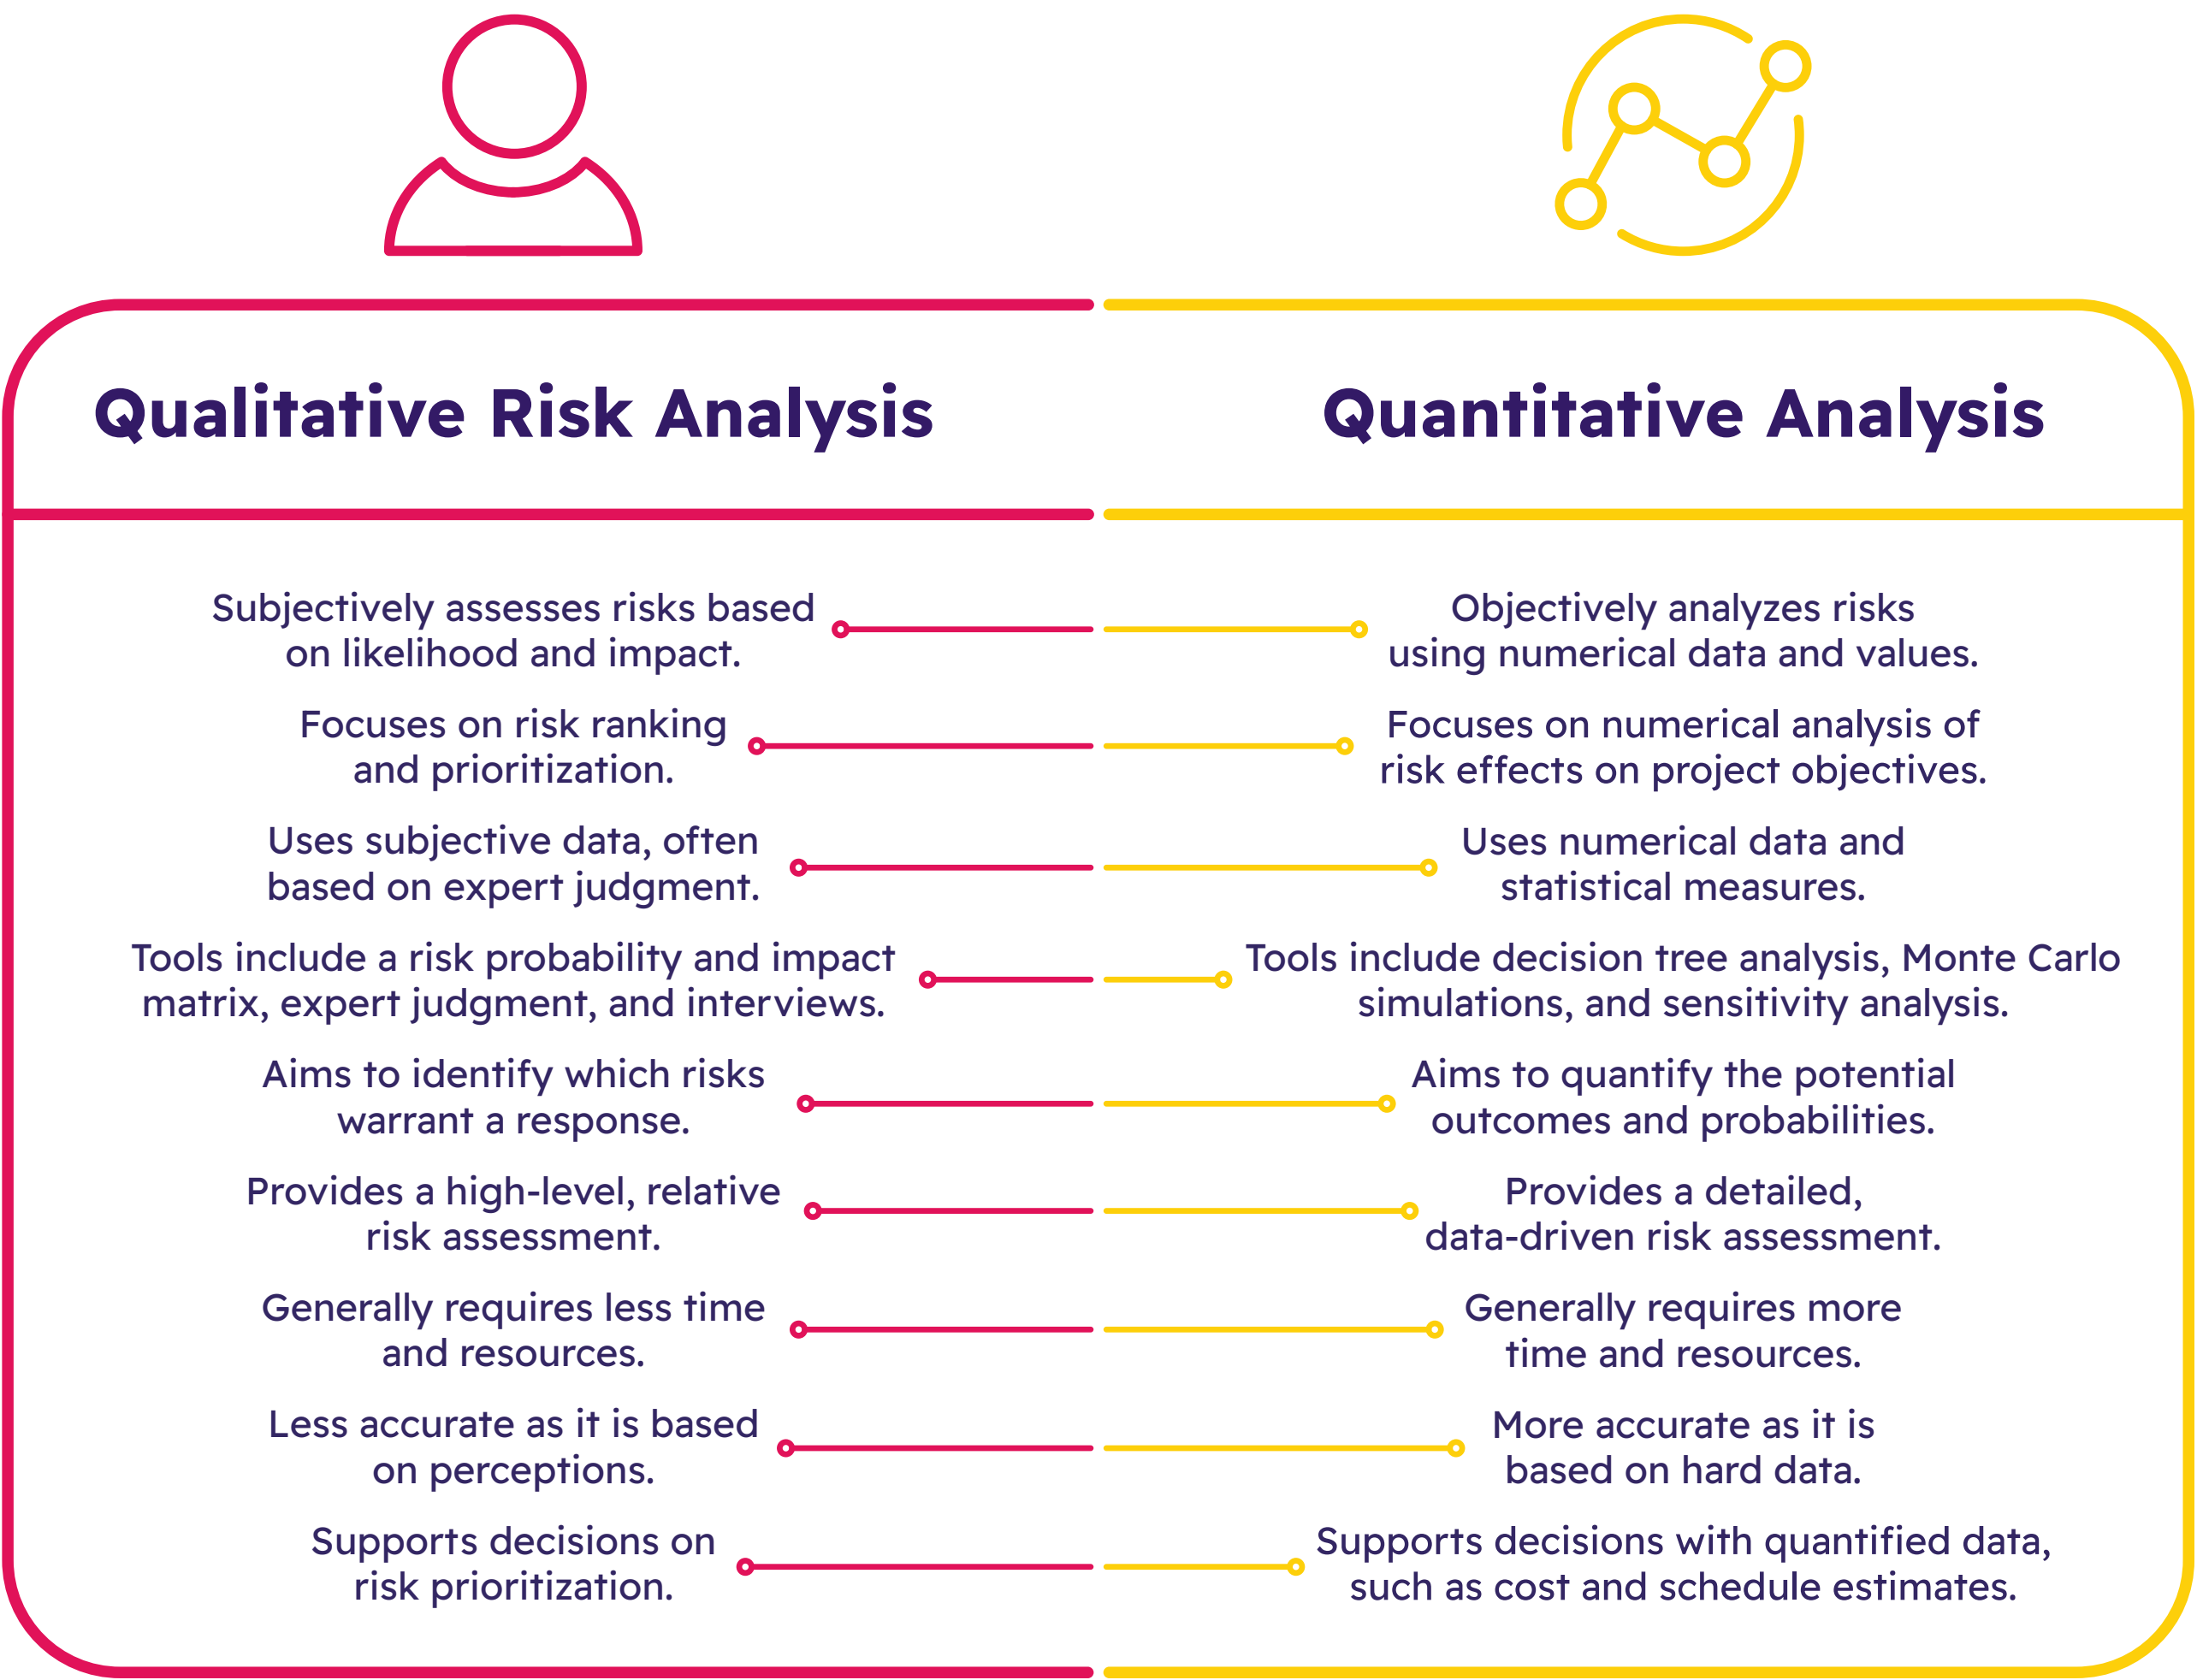 Qualitative Risk Analysis
Quantitative Analysis
Subjectively assesses risks based
on likelihood and impact.
Objectively analyzes risks
using numerical data and values.
Focuses on risk ranking
and prioritization.
Focuses on numerical analysis of
risk effects on project objectives.
Uses subjective data, often
based on expert judgment.
Uses numerical data and
statistical measures.
Tools include a risk probability and impact
matrix, expert judgment, and interviews.
Tools include decision tree analysis, Monte Carlo
simulations, and sensitivity analysis.
Aims to identify which risks
warrant a response.
Aims to quantify the potential
outcomes and probabilities.
Provides a high-level, relative
risk assessment.
Provides a detailed,
data-driven risk assessment.
Generally requires less time
and resources.
Generally requires more
time and resources.
Less accurate as it is based
on perceptions.
More accurate as it is
based on hard data.
Supports decisions on
risk prioritization.
Supports decisions with quantified data,
such as cost and schedule estimates.